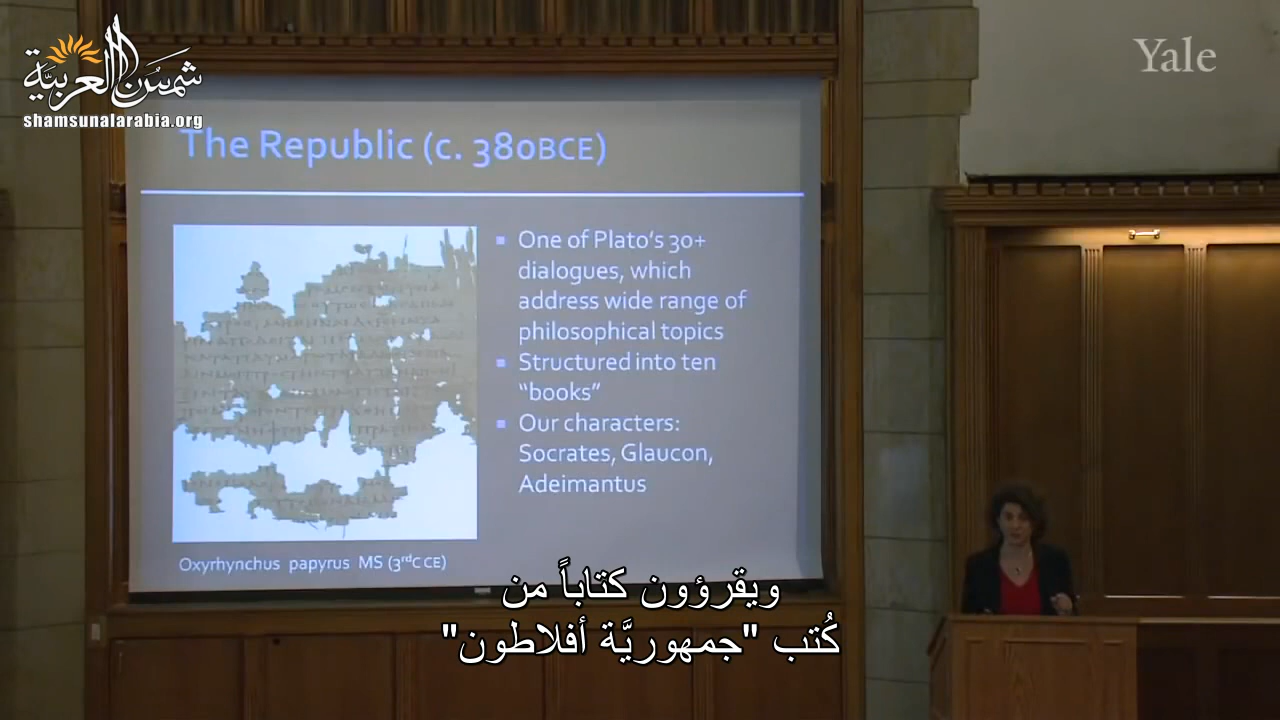 شمس العربية
shamsunalarabia.org
Yale
The Republic (c. 380BCE)
▪ One of Plato's 30+
dialogues, which
address wide range of
philosophical topics
▪ Structured into ten
“books”
▪ Our characters:
Socrates, Glaucon,
Adeimantus
Oxyrhynchus papyrus MS (3rdC CE)
ويقرؤون كتاباً من
كُتب "جمهوريَّة أفلاطون"